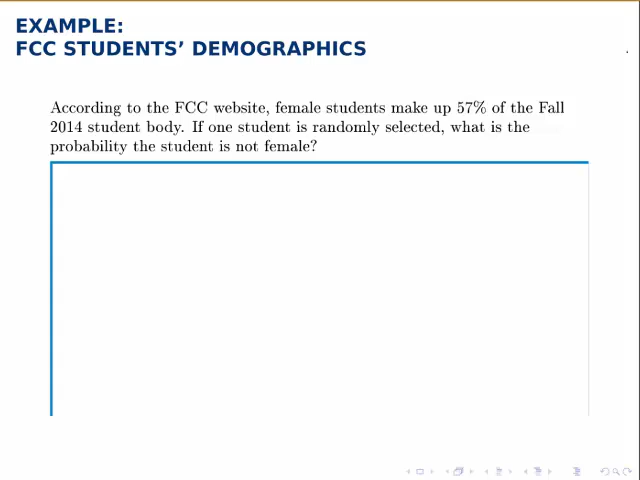 EXAMPLE:
FCC STUDENTS’ DEMOGRAPHICS
According to the FCC website, female students make up 57% of the Fall
2014 student body. If one student is randomly selected, what is the
probability the student is not female?